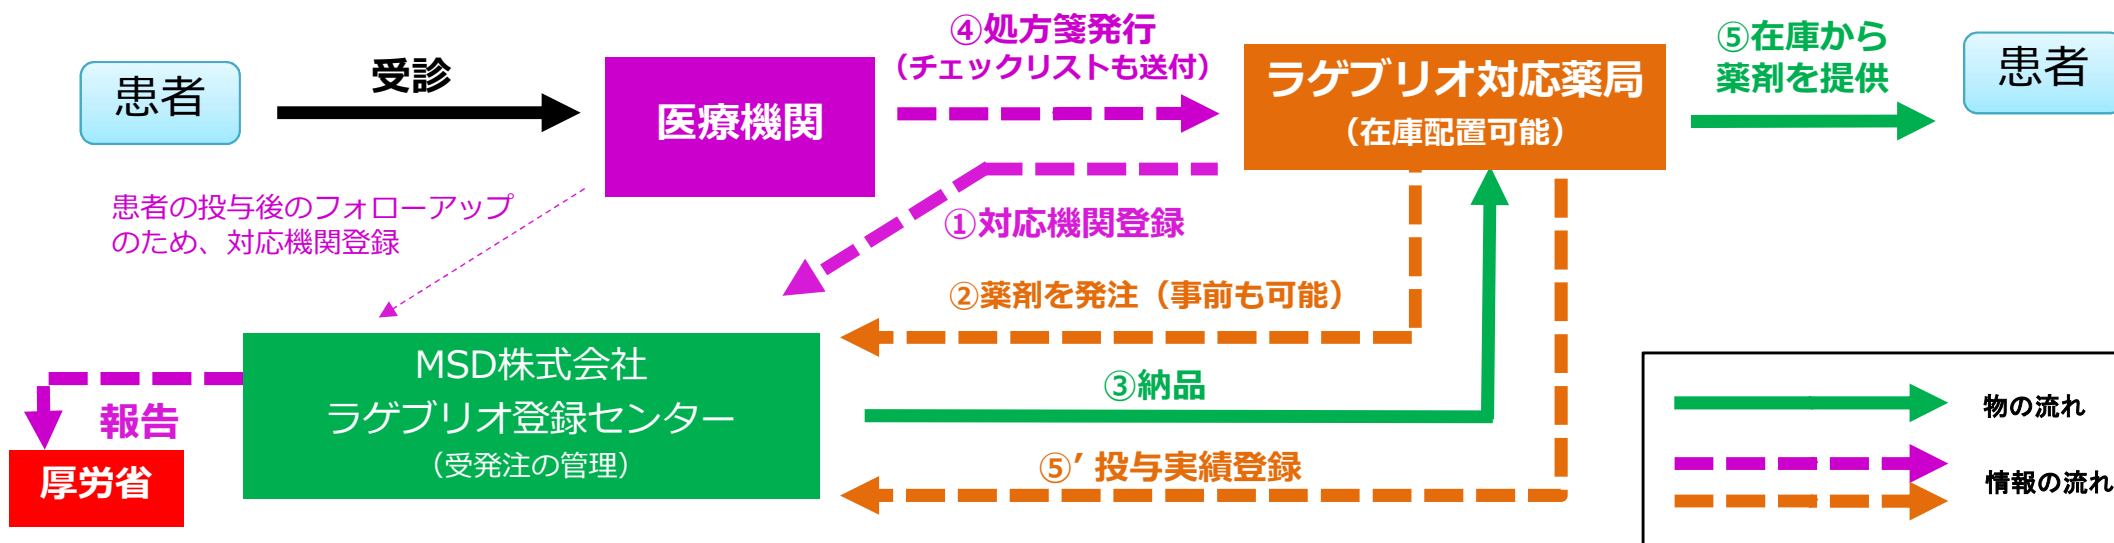 患者
受診
医療機関
④処方箋発行
（チェックリストも送付）
ラゲブリオ対応薬局
（在庫配置可能）
⑤在庫から
薬剤を提供
患者
患者の投与後のフォローアップ
のため、対応機関登録
①対応機関登録
②薬剤を発注（事前も可能）
MSD株式会社
ラゲブリオ登録センター
（受発注の管理）
③納品
⑤’ 投与実績登録
報告
厚労省
物の流れ
情報の流れ